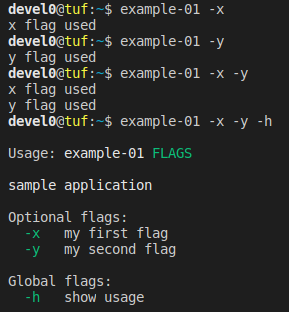 devel0@tuf:~$ example-01 -x
x flag used
devel0@tuf:~$ example-01 -y
y flag used
devel0@tuf:~$ example-01 -x -y
x flag used
y flag used
devel0@tuf:~$ example-01 -x -y -h

Usage: example-01 FLAGS

sample application

Optional flags:
  -x   my first flag
  -y   my second flag

Global flags:
  -h   show usage